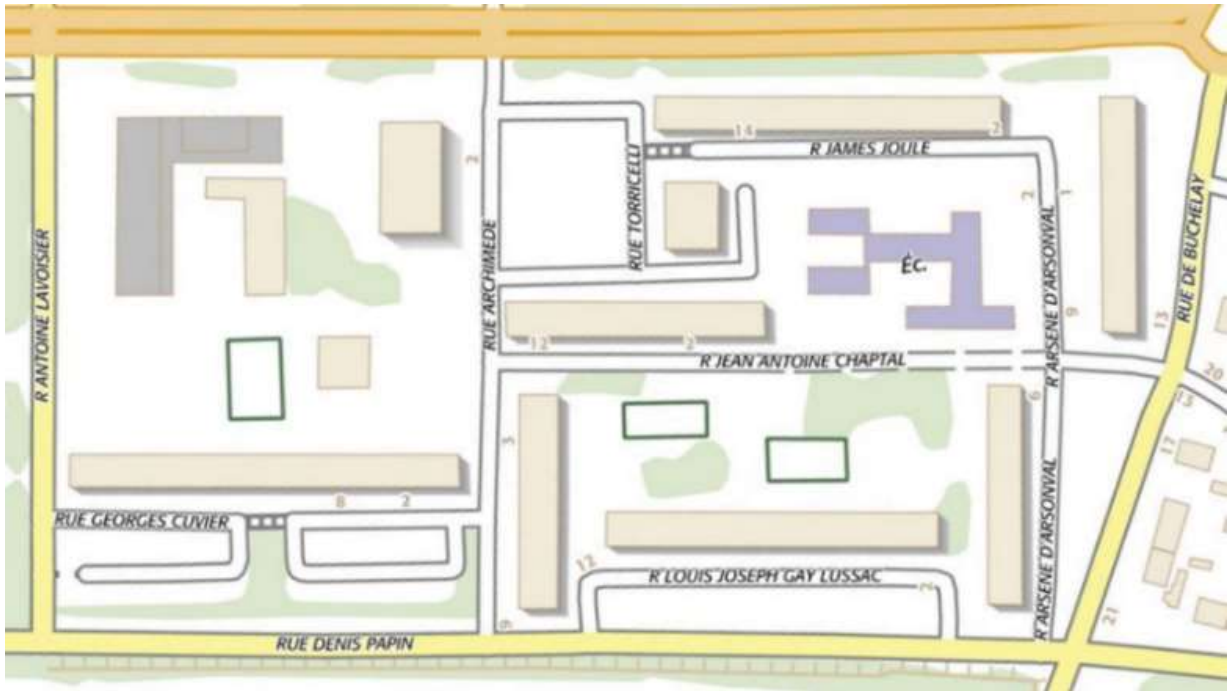 14
2
R JAMES JOULE
2
RUE TORRICELLI
2
1
R ANTOINE LAVOISIER
RUE ARCHIMEDE
R ARSENE D'ARSONVAL
RUE DE BUCHELAY
Éc.
9
13
12
2
R JEAN ANTOINE CHAPTAL
20
13
6
3
17
8
2
RUE GEORGES CUVIER
R ARSENE D'ARSONVAL
12
R LOUIS JOSEPH GAY LUSSAC
2
9
21
RUE DENIS PAPIN